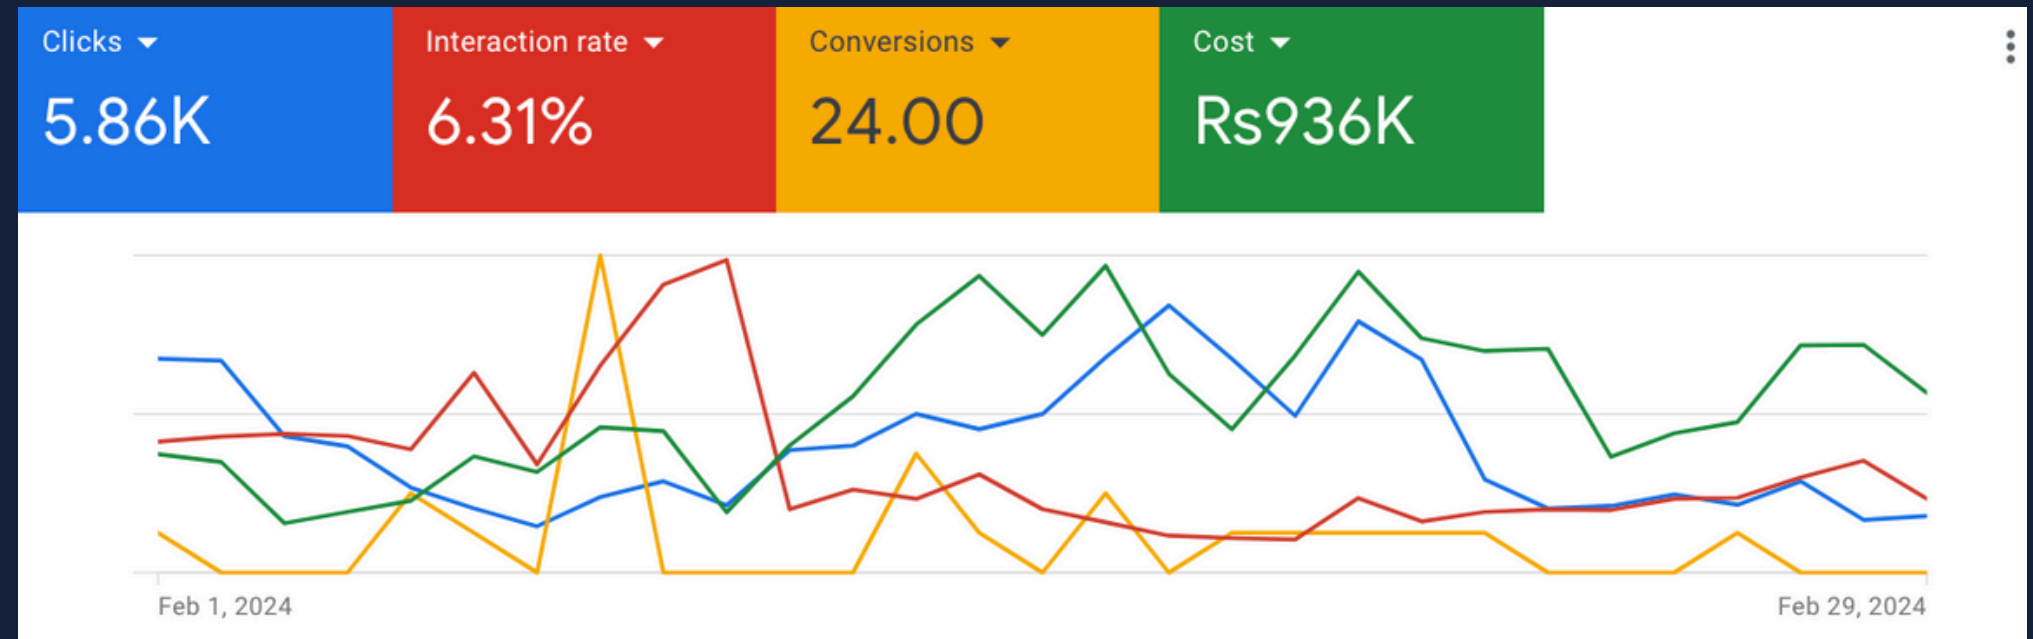 Clicks
5.86K
Interaction rate
6.31%
Conversions
24.00
Cost
Rs936K
Feb 1, 2024
Feb 29, 2024